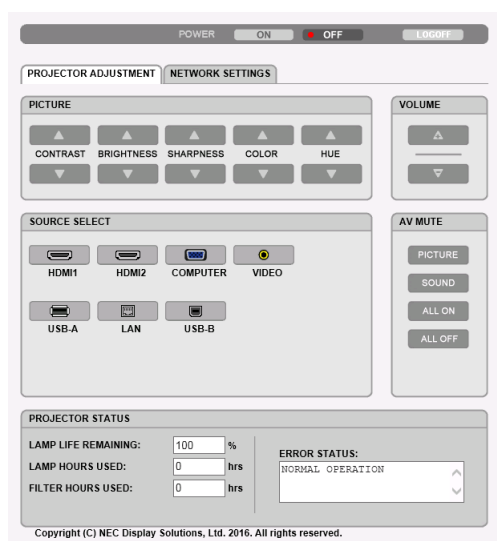 POWER ON OFF LOGOFF
PROJECTOR ADJUSTMENT NETWORK SETTINGS
PICTURE
CONTRAST BRIGHTNESS SHARPNESS COLOR HUE
VOLUME
SOURCE SELECT
HDMI1 HDMI2 COMPUTER VIDEO
USB-A LAN USB-B
AV MUTE
PICTURE
SOUND
ALL ON
ALL OFF
PROJECTOR STATUS
LAMP LIFE REMAINING: 100 %
LAMP HOURS USED: 0 hrs
FILTER HOURS USED: 0 hrs
ERROR STATUS:
NORMAL OPERATION
Copyright (C) NEC Display Solutions, Ltd. 2016. All rights reserved.